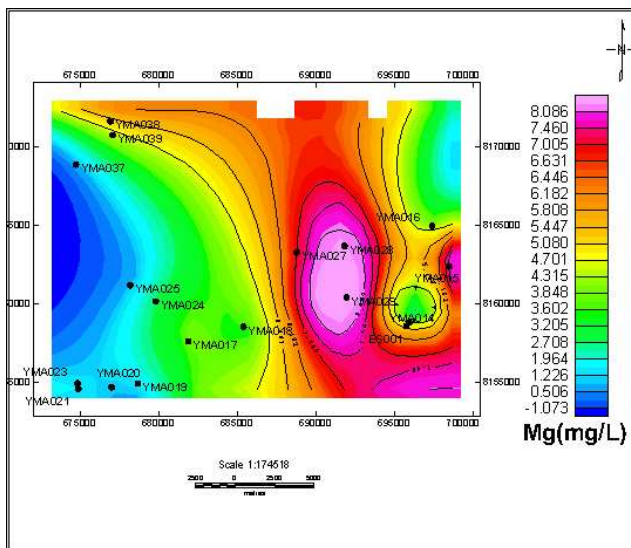 N
675000 680000 685000 690000 695000 700000
8.086
7.460
7.005
6.631
6.446
6.182
5.808
5.447
5.080
4.701
4.315
3.848
3.602
3.205
2.708
1.964
1.226
0.506
-1.073
Mg(mg/L)
YMA038
YMA039
8170000
YMA037
YMA016
8165000
YMA027
YMA028
YMA015
YMA025
YMA024
8160000
YMA014
ES001
YMA018
YMA017
YMA023
YMA020
YMA019
8155000
YMA021
675000 680000 685000 690000 695000 700000
Scale 1:174518
2500 0 2500 5000
metres